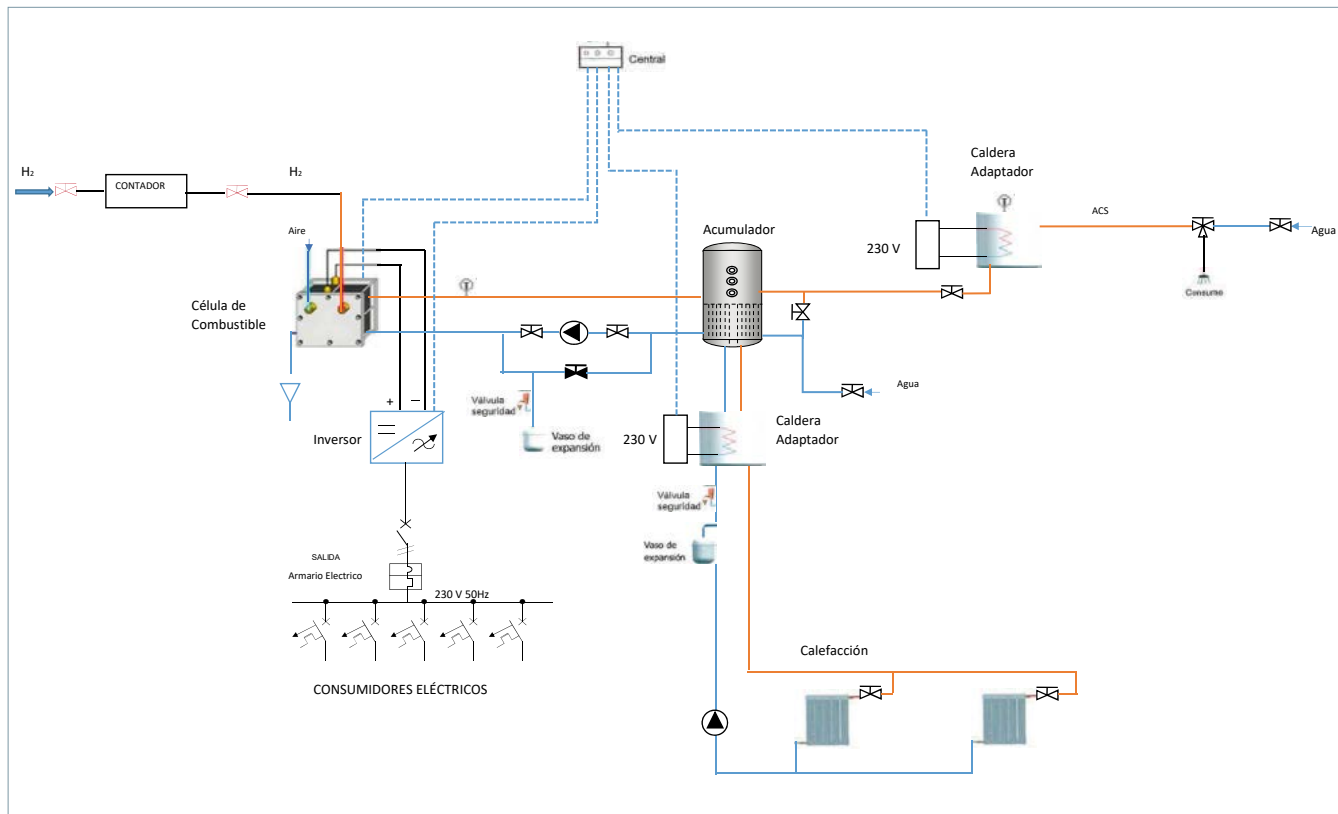 Central
H₂
CONTADOR
H₂
Aire
Célula de
Combustible
Acumulador
Caldera
Adaptador
230 V
ACS
Agua
Consumo
Agua
+
−
Inversor
Válvula
seguridad
Vaso de
expansión
230 V
Caldera
Adaptador
Válvula
seguridad
Vaso de
expansión
SALIDA
Armario Electrico
230 V 50Hz
CONSUMIDORES ELÉCTRICOS
Calefacción